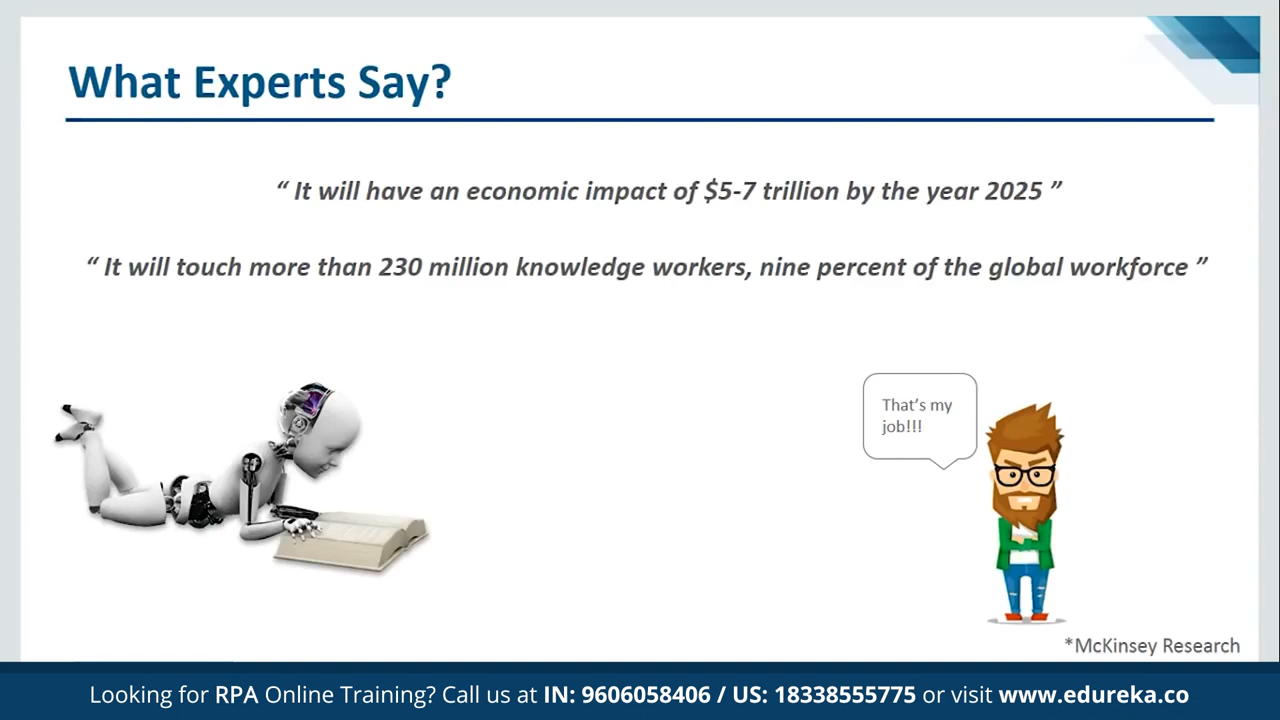 What Experts Say?
“ It will have an economic impact of $5-7 trillion by the year 2025 ”
“ It will touch more than 230 million knowledge workers, nine percent of the global workforce ”
That’s my
job!!!
*McKinsey Research
Looking for RPA Online Training? Call us at IN: 9606058406 / US: 18338555775 or visit www.edureka.co